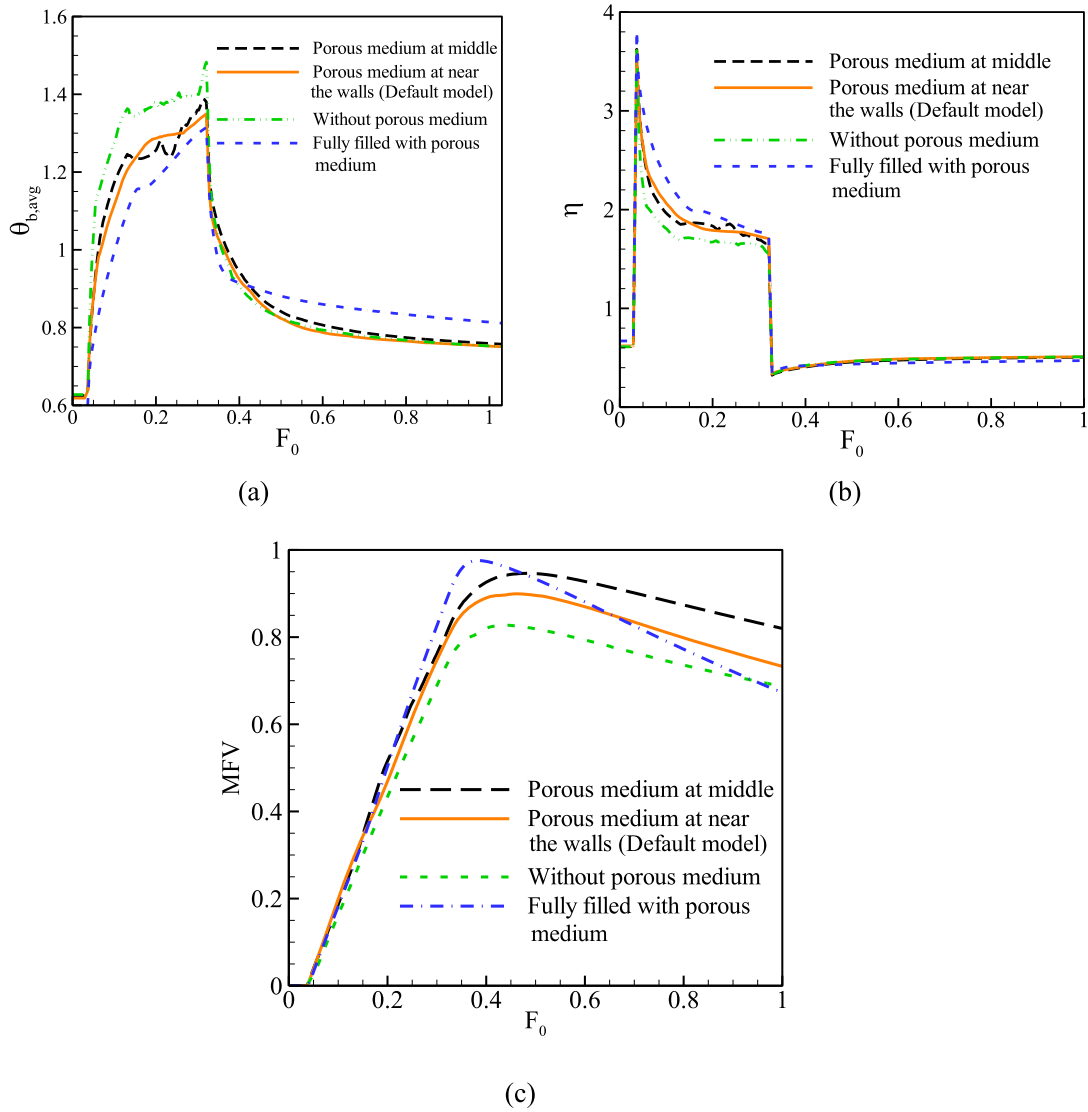 1.6
1.4
1.2
1
0.8
0.6
θb,avg
0
0.2
0.4
0.6
0.8
1
F0
Porous medium at middle
Porous medium at near
the walls (Default model)
Without porous medium
Fully filled with porous
medium
(a)
4
3
2
1
0
η
0
0.2
0.4
0.6
0.8
1
F0
Porous medium at middle
Porous medium at near
the walls (Default model)
Without porous medium
Fully filled with porous
medium
(b)
1
0.8
0.6
0.4
0.2
0
MFV
0
0.2
0.4
0.6
0.8
1
F0
Porous medium at middle
Porous medium at near
the walls (Default model)
Without porous medium
Fully filled with porous
medium
(c)